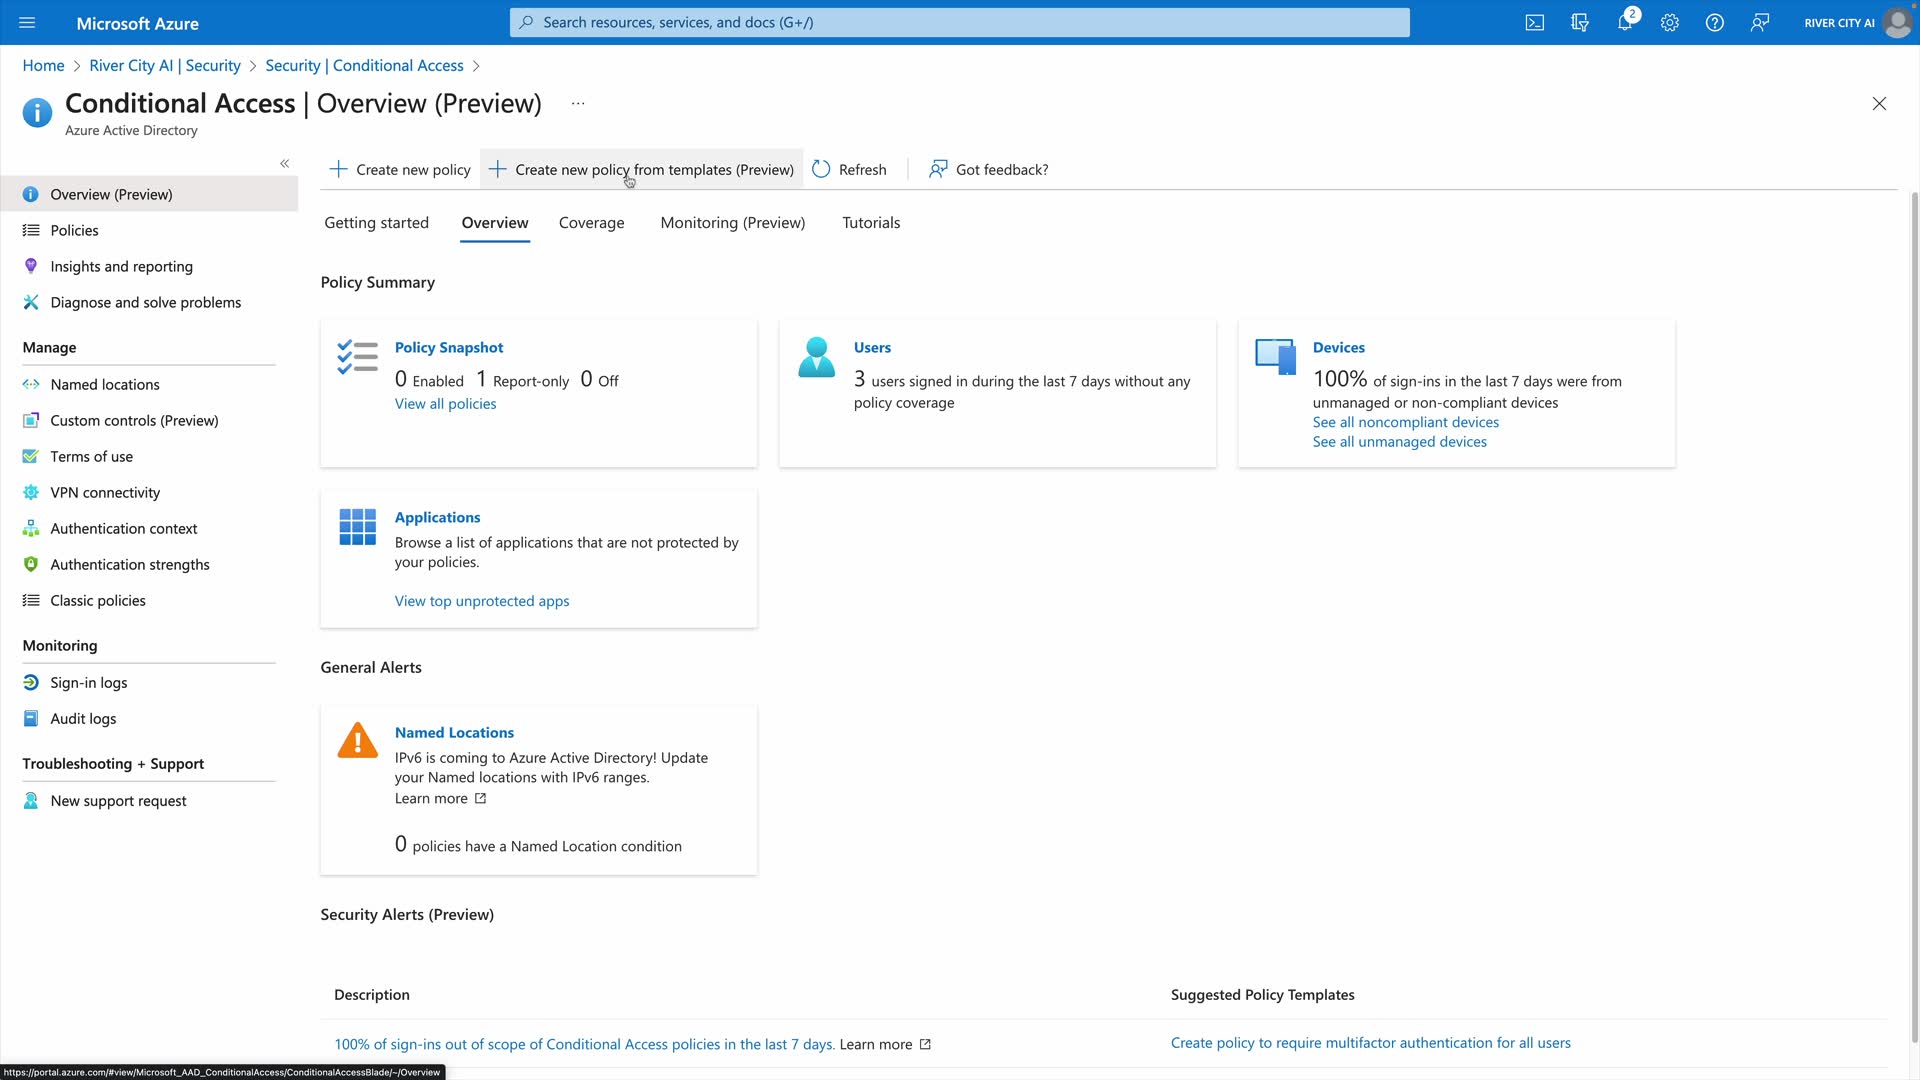 Microsoft Azure
Search resources, services, and docs (G+/)
2
RIVER CITY AI
Home > River City AI | Security > Security | Conditional Access >
Conditional Access | Overview (Preview) ...
Azure Active Directory
«
Create new policy
Create new policy from templates (Preview)
Refresh
Got feedback?
Overview (Preview)
Policies
Insights and reporting
Diagnose and solve problems
Manage
Named locations
Custom controls (Preview)
Terms of use
VPN connectivity
Authentication context
Authentication strengths
Classic policies
Monitoring
Sign-in logs
Audit logs
Troubleshooting + Support
New support request
Getting started
Overview
Coverage
Monitoring (Preview)
Tutorials
Policy Summary
Policy Snapshot
0 Enabled 1 Report-only 0 Off
View all policies
Users
3 users signed in during the last 7 days without any
policy coverage
Devices
100% of sign-ins in the last 7 days were from
unmanaged or non-compliant devices
See all noncompliant devices
See all unmanaged devices
Applications
Browse a list of applications that are not protected by
your policies.
View top unprotected apps
General Alerts
Named Locations
IPv6 is coming to Azure Active Directory! Update
your Named locations with IPv6 ranges.
Learn more
0 policies have a Named Location condition
Security Alerts (Preview)
Description
Suggested Policy Templates
100% of sign-ins out of scope of Conditional Access policies in the last 7 days. Learn more
Create policy to require multifactor authentication for all users
https://portal.azure.com/#view/Microsoft_AAD_ConditionalAccess/ConditionalAccessBlade/~/Overview